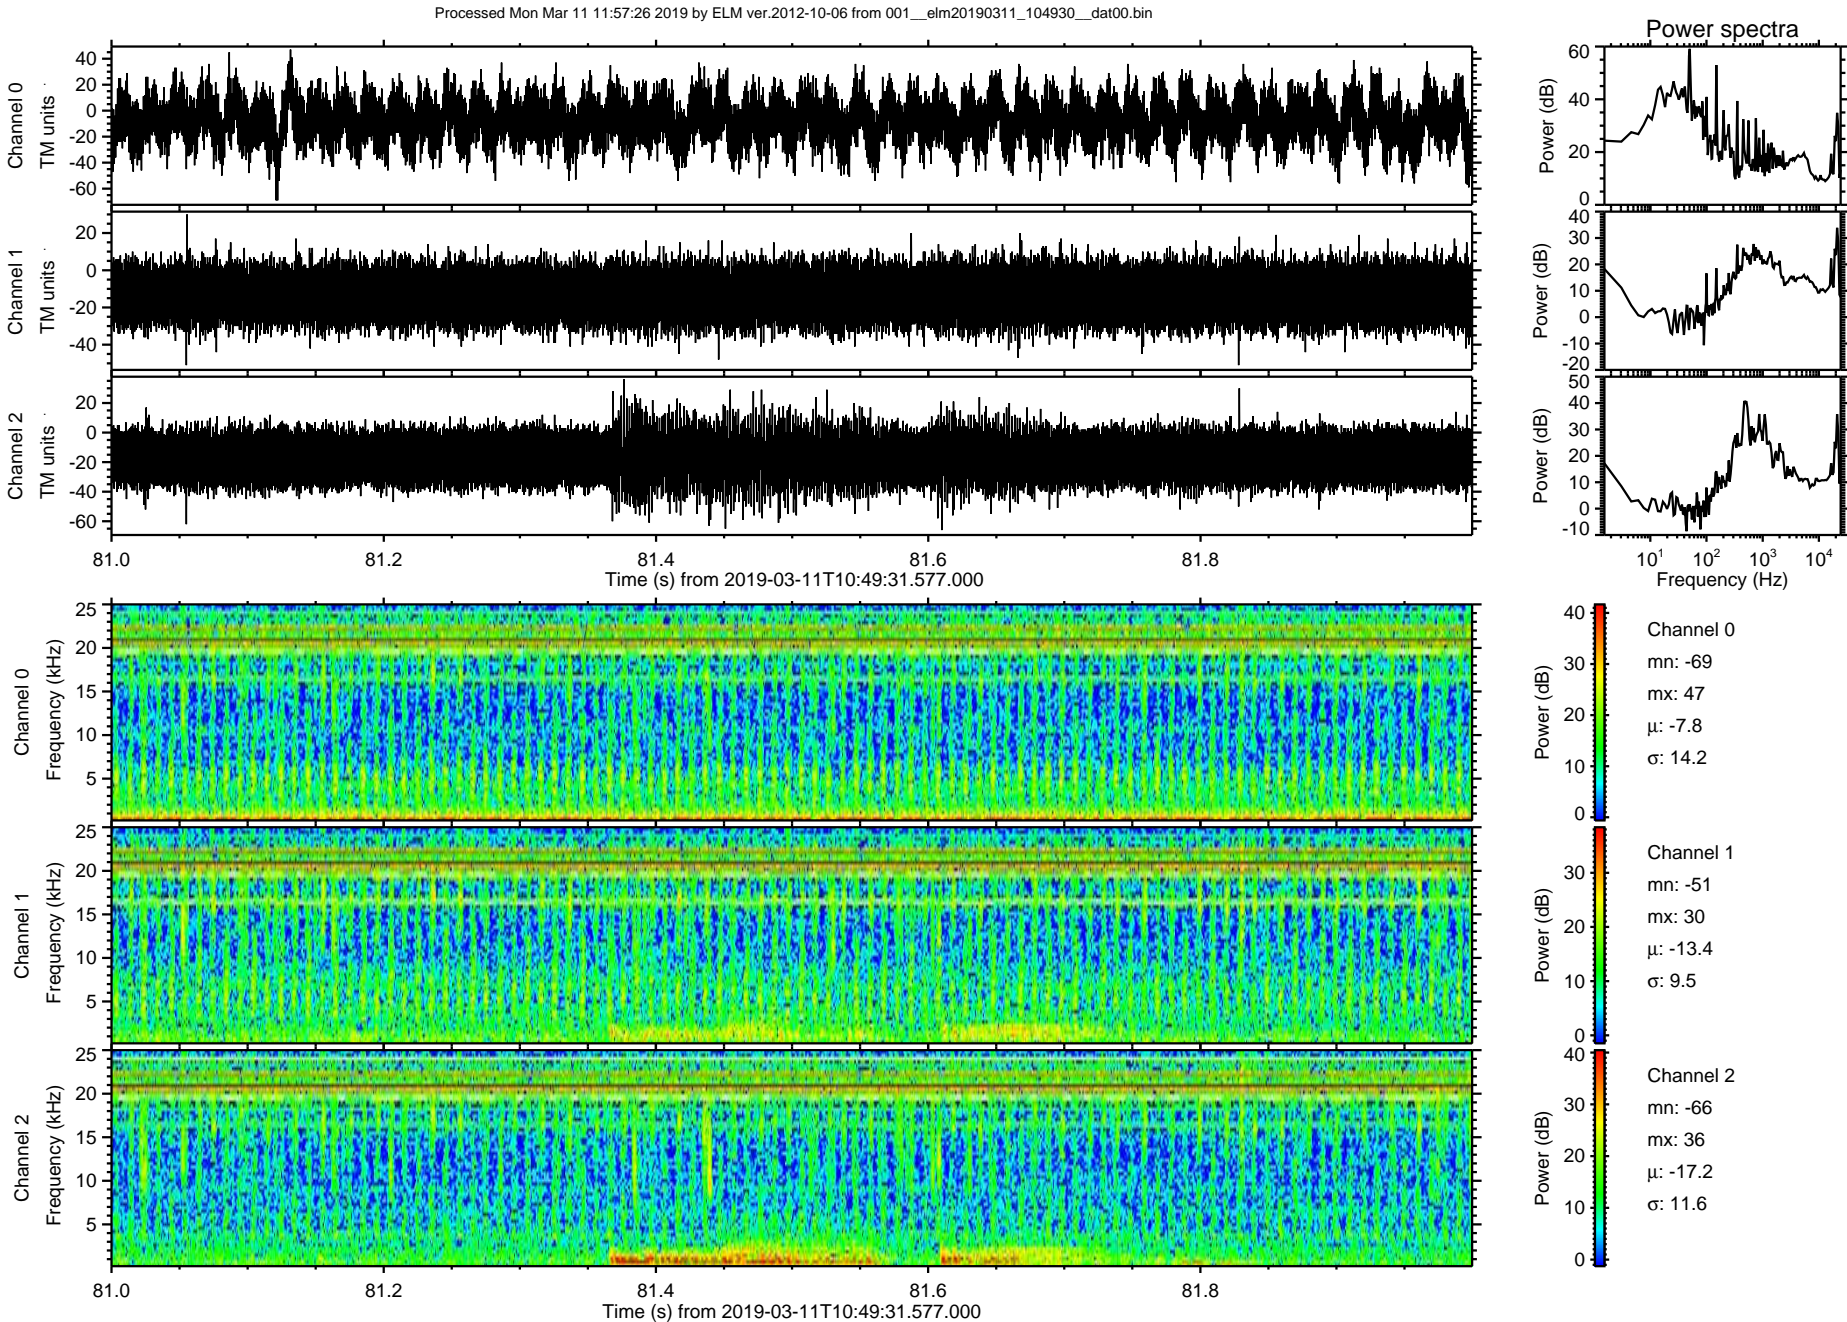 Processed Mon Mar 11 11:57:26 2019 by ELM ver.2012-10-06 from 001__elm20190311_104930__dat00.bin
Power spectra
Channel 0
TM units
40
20
0
-20
-40
-60
Power (dB)
60
40
20
0
Channel 1
TM units
20
0
-20
-40
Power (dB)
40
30
20
10
0
-10
-20
Channel 2
TM units
20
0
-20
-40
-60
Power (dB)
50
40
30
20
10
0
-10
81.0 81.2 81.4 81.6 81.8
Time (s) from 2019-03-11T10:49:31.577.000
10¹ 10² 10³ 10⁴
Frequency (Hz)
Channel 0
Frequency (kHz)
25
20
15
10
5
Power (dB)
40
30
20
10
0
Channel 0
mn: -69
mx: 47
μ: -7.8
σ: 14.2
Channel 1
Frequency (kHz)
25
20
15
10
5
Power (dB)
30
20
10
0
Channel 1
mn: -51
mx: 30
μ: -13.4
σ: 9.5
Channel 2
Frequency (kHz)
25
20
15
10
5
Power (dB)
40
30
20
10
0
Channel 2
mn: -66
mx: 36
μ: -17.2
σ: 11.6
81.0 81.2 81.4 81.6 81.8
Time (s) from 2019-03-11T10:49:31.577.000